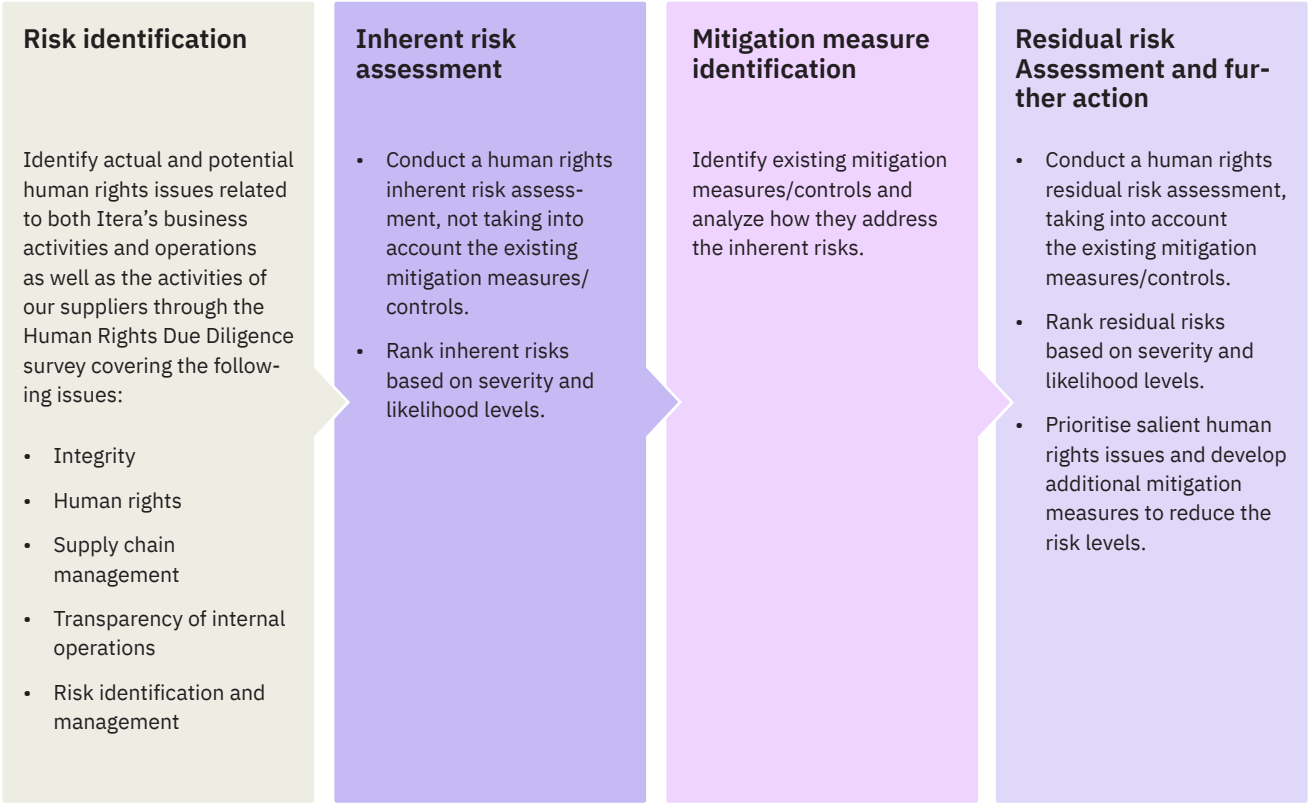 Risk identification
Identify actual and potential
human rights issues related
to both Itera’s business
activities and operations
as well as the activities of
our suppliers through the
Human Rights Due Diligence
survey covering the follow-
ing issues:
• Integrity
• Human rights
• Supply chain
management
• Transparency of internal
operations
• Risk identification and
management
Inherent risk
assessment
• Conduct a human rights
inherent risk assess-
ment, not taking into
account the existing
mitigation measures/
controls.
• Rank inherent risks
based on severity and
likelihood levels.
Mitigation measure
identification
Identify existing mitigation
measures/controls and
analyze how they address
the inherent risks.
Residual risk
Assessment and fur-
ther action
• Conduct a human rights
residual risk assessment,
taking into account
the existing mitigation
measures/controls.
• Rank residual risks
based on severity and
likelihood levels.
• Prioritise salient human
rights issues and develop
additional mitigation
measures to reduce the
risk levels.